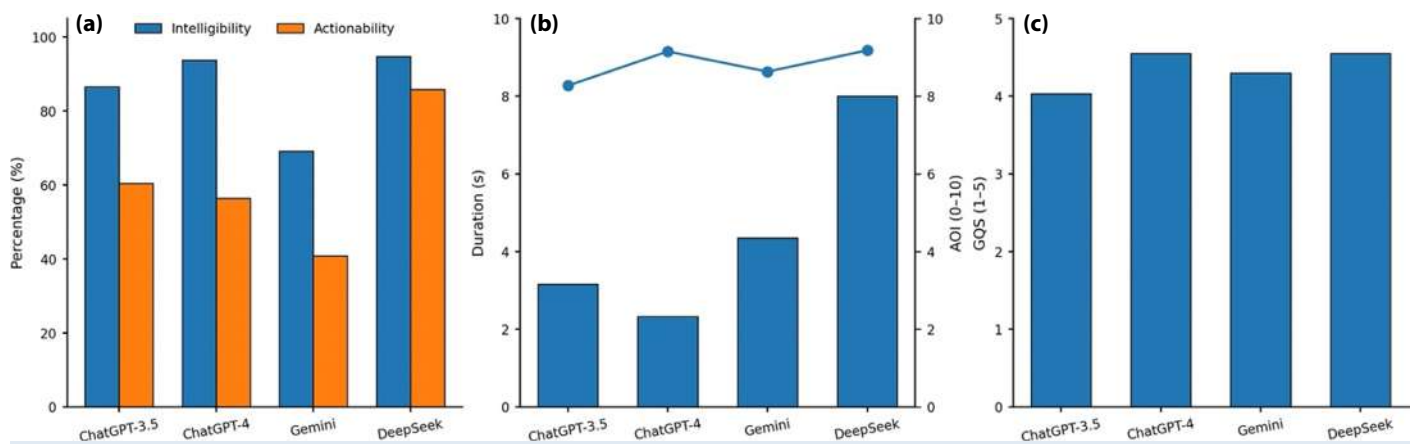 (a)
Intelligibility
Actionability
Percentage (%)
100
80
60
40
20
0
ChatGPT-3.5
ChatGPT-4
Gemini
DeepSeek
(b)
Duration (s)
10
8
6
4
2
0
ChatGPT-3.5
ChatGPT-4
Gemini
DeepSeek
10
8
6
4
2
0
AOI (0–10)
(c)
GQS (1–5)
5
4
3
2
1
0
ChatGPT-3.5
ChatGPT-4
Gemini
DeepSeek